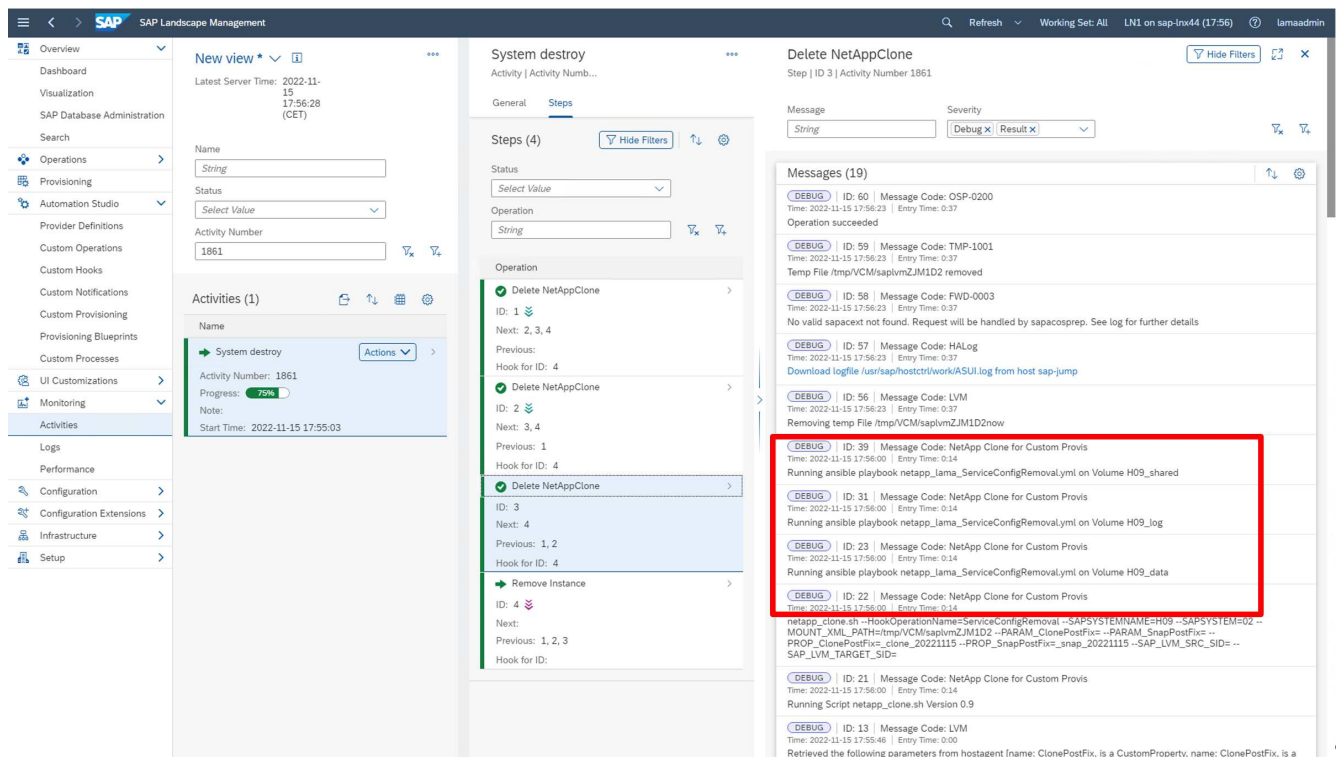 SAP SAP Landscape Management
Refresh Working Set: All LN1 on sap-lnx44 (17:56) lamaadmin
Overview
Dashboard
Visualization
SAP Database Administration
Search
Operations
Provisioning
Automation Studio
Provider Definitions
Custom Operations
Custom Hooks
Custom Notifications
Custom Provisioning
Provisioning Blueprints
Custom Processes
UI Customizations
Monitoring
Activities
Logs
Performance
Configuration
Configuration Extensions
Infrastructure
Setup
New view *
Latest Server Time: 2022-11-
15
17:56:28
(CET)
Name
String
Status
Select Value
Activity Number
1861
Activities (1)
Name
System destroy Actions
Activity Number: 1861
Progress: 75%
Note:
Start Time: 2022-11-15 17:55:03
System destroy
Activity | Activity Numb...
General Steps
Steps (4) Hide Filters
Status
Select Value
Operation
String
Operation
Delete NetAppClone
ID: 1
Next: 2, 3, 4
Previous:
Hook for ID: 4
Delete NetAppClone
ID: 2
Next: 3, 4
Previous: 1
Hook for ID: 4
Delete NetAppClone
ID: 3
Next: 4
Previous: 1, 2
Hook for ID: 4
Remove Instance
ID: 4
Next:
Previous: 1, 2, 3
Hook for ID:
Delete NetAppClone Hide Filters
Step | ID 3 | Activity Number 1861
Message Severity
String Debug × Result ×
Messages (19)
DEBUG | ID: 60 | Message Code: OSP-0200
Time: 2022-11-15 17:56:23 | Entry Time: 0:37
Operation succeeded
DEBUG | ID: 59 | Message Code: TMP-1001
Time: 2022-11-15 17:56:23 | Entry Time: 0:37
Temp File /tmp/VCM/saplvmZJM1D2 removed
DEBUG | ID: 58 | Message Code: FWD-0003
Time: 2022-11-15 17:56:23 | Entry Time: 0:37
No valid sapacext not found. Request will be handled by sapacosprep. See log for further details
DEBUG | ID: 57 | Message Code: HALog
Time: 2022-11-15 17:56:23 | Entry Time: 0:37
Download logfile /usr/sap/hostctrl/work/ASUI.log from host sap-jump
DEBUG | ID: 56 | Message Code: LVM
Time: 2022-11-15 17:56:23 | Entry Time: 0:37
Removing temp File /tmp/VCM/saplvmZJM1D2now
DEBUG | ID: 39 | Message Code: NetApp Clone for Custom Provis
Time: 2022-11-15 17:56:00 | Entry Time: 0:14
Running ansible playbook netapp_lama_ServiceConfigRemoval.yml on Volume H09_shared
DEBUG | ID: 31 | Message Code: NetApp Clone for Custom Provis
Time: 2022-11-15 17:56:00 | Entry Time: 0:14
Running ansible playbook netapp_lama_ServiceConfigRemoval.yml on Volume H09_log
DEBUG | ID: 23 | Message Code: NetApp Clone for Custom Provis
Time: 2022-11-15 17:56:00 | Entry Time: 0:14
Running ansible playbook netapp_lama_ServiceConfigRemoval.yml on Volume H09_data
DEBUG | ID: 22 | Message Code: NetApp Clone for Custom Provis
Time: 2022-11-15 17:56:00 | Entry Time: 0:14
netapp_clone.sh --HookOperationName=ServiceConfigRemoval --SAPSYSTEMNAME=H09 --SAPSYSTEM=02 --
MOUNT_XML_PATH=/tmp/VCM/saplvmZJM1D2 --PARAM_ClonePostFix= --PARAM_SnapPostFix= --
PROP_ClonePostFix=_clone_20221115 --PROP_SnapPostFix=_snap_20221115 --SAP_LVM_SRC_SID= --
SAP_LVM_TARGET_SID=
DEBUG | ID: 21 | Message Code: NetApp Clone for Custom Provis
Time: 2022-11-15 17:56:00 | Entry Time: 0:14
Running Script netapp_clone.sh Version 0.9
DEBUG | ID: 13 | Message Code: LVM
Time: 2022-11-15 17:55:46 | Entry Time: 0:00
Retrieved the following parameters from hostagent [name: ClonePostFix, is a CustomProperty, name: ClonePostFix, is a